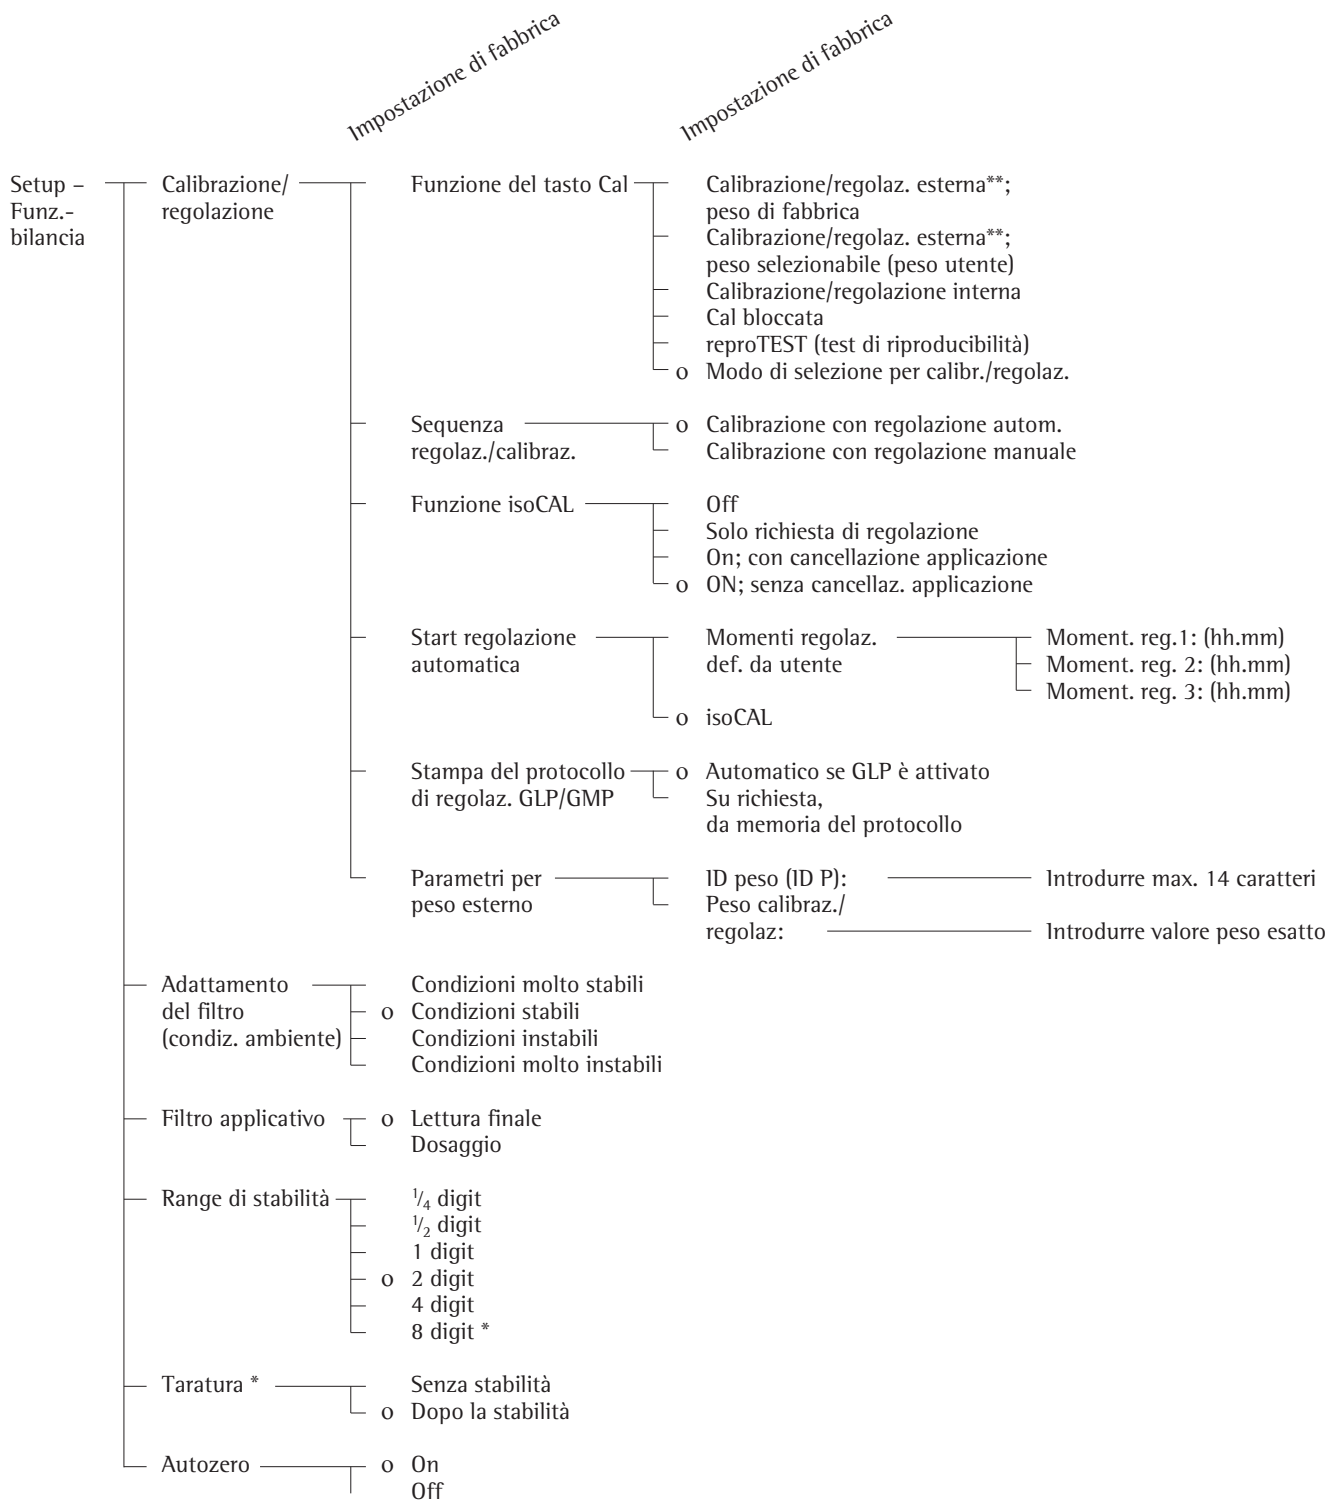 Impostazione di fabbrica
Impostazione di fabbrica
Setup –
Funz.-
bilancia
Calibrazione/
regolazione
Funzione del tasto Cal
Calibrazione/regolaz. esterna**;
peso di fabbrica
Calibrazione/regolaz. esterna**;
peso selezionabile (peso utente)
Calibrazione/regolazione interna
Cal bloccata
reproTEST (test di riproducibilità)
o Modo di selezione per calibr./regolaz.
Sequenza
regolaz./calibraz.
o Calibrazione con regolazione autom.
Calibrazione con regolazione manuale
Funzione isoCAL
Off
Solo richiesta di regolazione
On; con cancellazione applicazione
o ON; senza cancellaz. applicazione
Start regolazione
automatica
Momenti regolaz.
def. da utente
Moment. reg.1: (hh.mm)
Moment. reg. 2: (hh.mm)
Moment. reg. 3: (hh.mm)
o isoCAL
Stampa del protocollo
di regolaz. GLP/GMP
o Automatico se GLP è attivato
Su richiesta,
da memoria del protocollo
Parametri per
peso esterno
ID peso (ID P):
Introdurre max. 14 caratteri
Peso calibraz./
regolaz:
Introdurre valore peso esatto
Adattamento
del filtro
(condiz. ambiente)
Condizioni molto stabili
o Condizioni stabili
Condizioni instabili
Condizioni molto instabili
Filtro applicativo
o Lettura finale
Dosaggio
Range di stabilità
1/4 digit
1/2 digit
1 digit
o 2 digit
4 digit
8 digit *
Taratura *
Senza stabilità
o Dopo la stabilità
Autozero
o On
Off